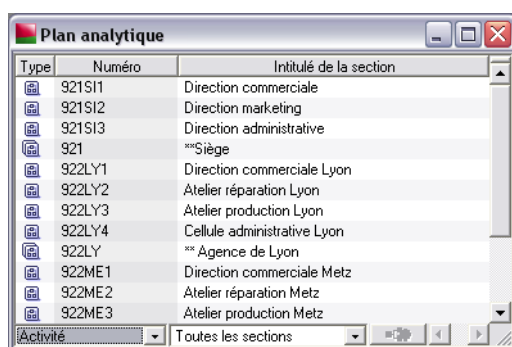 Plan analytique
Type Numéro Intitulé de la section
921SI1 Direction commerciale
921SI2 Direction marketing
921SI3 Direction administrative
921 **Siège
922LY1 Direction commerciale Lyon
922LY2 Atelier réparation Lyon
922LY3 Atelier production Lyon
922LY4 Cellule administrative Lyon
922LY ** Agence de Lyon
922ME1 Direction commerciale Metz
922ME2 Atelier réparation Metz
922ME3 Atelier production Metz
Activité Toutes les sections